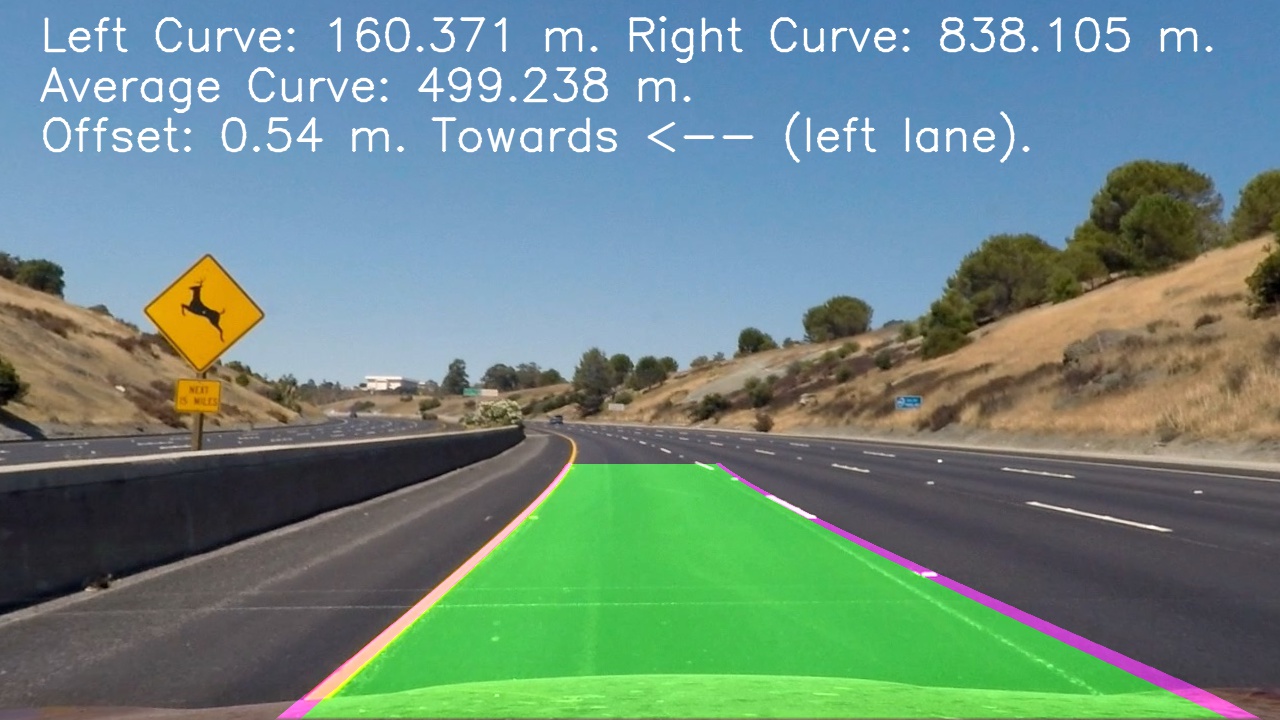 Left Curve: 160.371 m. Right Curve: 838.105 m.
Average Curve: 499.238 m.
Offset: 0.54 m. Towards <-- (left lane).
NEXT
15 MILES